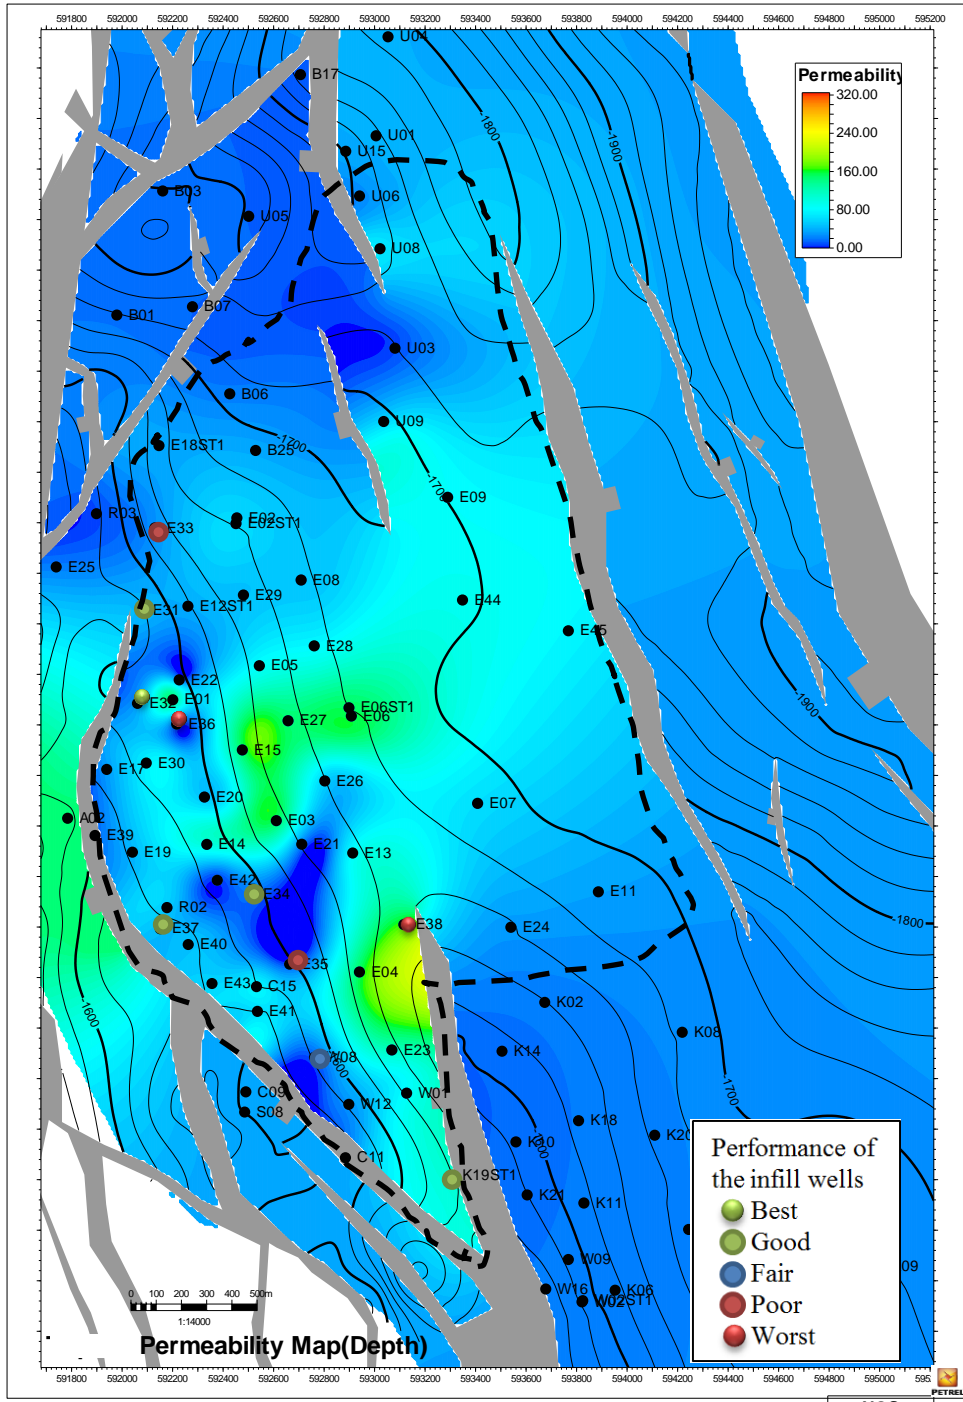 591800 592000 592200 592400 592600 592800 593000 593200 593400 593600 593800 594000 594200 594400 594600 594800 595000 595200
U04
Permeability
B17
320.00
-1800
U01
240.00
U15
-1900
160.00
B03
U06
80.00
U05
U08
0.00
B07
B01
U03
B06
U09
-1700
E18ST1
B25
-1700
E09
R03
E02
E33
E02ST1
E25
E08
E29
E44
E31
E12ST1
E45
E28
E05
E22
E32
E01
E06ST1
E06
-1900
E36
E27
E15
E17
E30
E26
E20
E07
A02
E03
E39
E14
E21
E19
E13
E42
E34
E11
R02
-1800
E37
E38
E24
E40
E35
E04
E43
C15
K02
-1600
E41
K08
E23
K14
C09
W01
-1700
S08
W12
K18
K20
C11
K19ST1
K21
K11
W09
W16
K06
W02ST1
09
Performance of
the infill wells
Best
Good
Fair
Poor
Worst
0 100 200 300 400 500m
1:14000
Permeability Map(Depth)
591800 592000 592200 592400 592600 592800 593000 593200 593400 593600 593800 594000 594200 594400 594600 594800 595000
PETREL